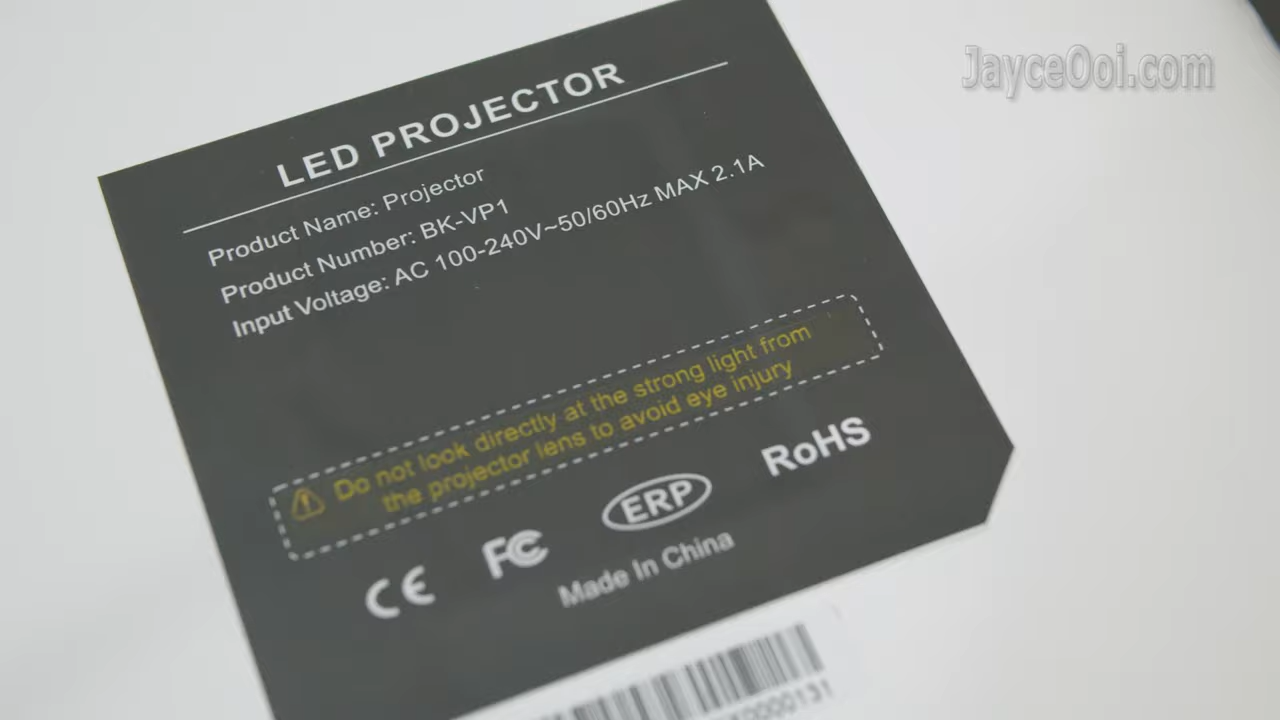 JayceOoi.com
LED PROJECTOR
Product Name: Projector
Product Number: BK-VP1
Input Voltage: AC 100-240V~50/60Hz MAX 2.1A
Do not look directly at the strong light from
the projector lens to avoid eye injury
CE FC ERP RoHS
Made In China